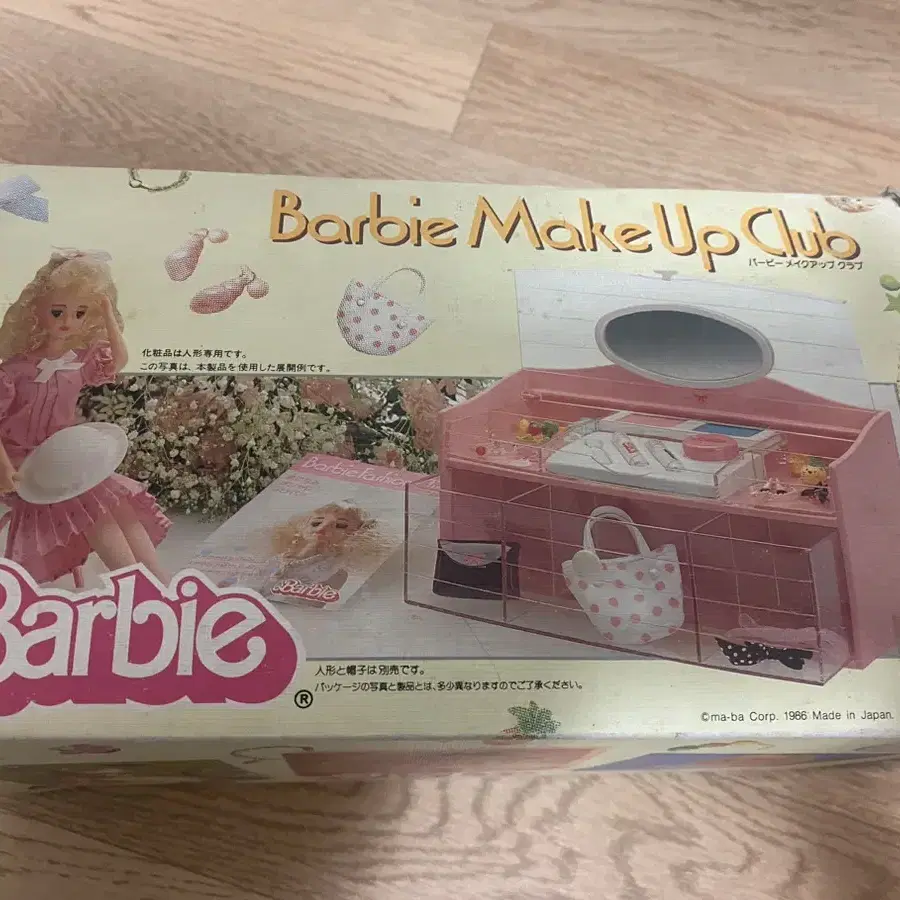 Barbie Make Up Club
バービー メイクアップ クラブ
化粧品は人形専用です。
この写真は、本製品を使用した展開例です。
Barbie Fashion
Barbie
Barbie
®
人形と帽子は別売です。
パッケージの写真と製品とは、多少異なりますのでご了承ください。
©ma-ba Corp. 1986 Made in Japan.